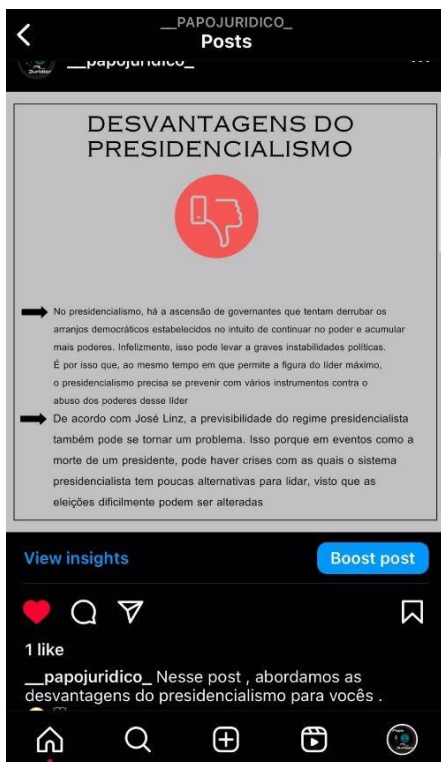 __PAPOJURIDICO_
Posts
__papojuridico_
DESVANTAGENS DO
PRESIDENCIALISMO
No presidencialismo, há a ascensão de governantes que tentam derrubar os
arranjos democráticos estabelecidos no intuito de continuar no poder e acumular
mais poderes. Infelizmente, isso pode levar a graves instabilidades políticas.
É por isso que, ao mesmo tempo em que permite a figura do líder máximo,
o presidencialismo precisa se prevenir com vários instrumentos contra o
abuso dos poderes desse líder
De acordo com José Linz, a previsibilidade do regime presidencialista
também pode se tornar um problema. Isso porque em eventos como a
morte de um presidente, pode haver crises com as quais o sistema
presidencialista tem poucas alternativas para lidar, visto que as
eleições dificilmente podem ser alteradas
View insights
Boost post
1 like
__papojuridico_ Nesse post , abordamos as
desvantagens do presidencialismo para vocês .